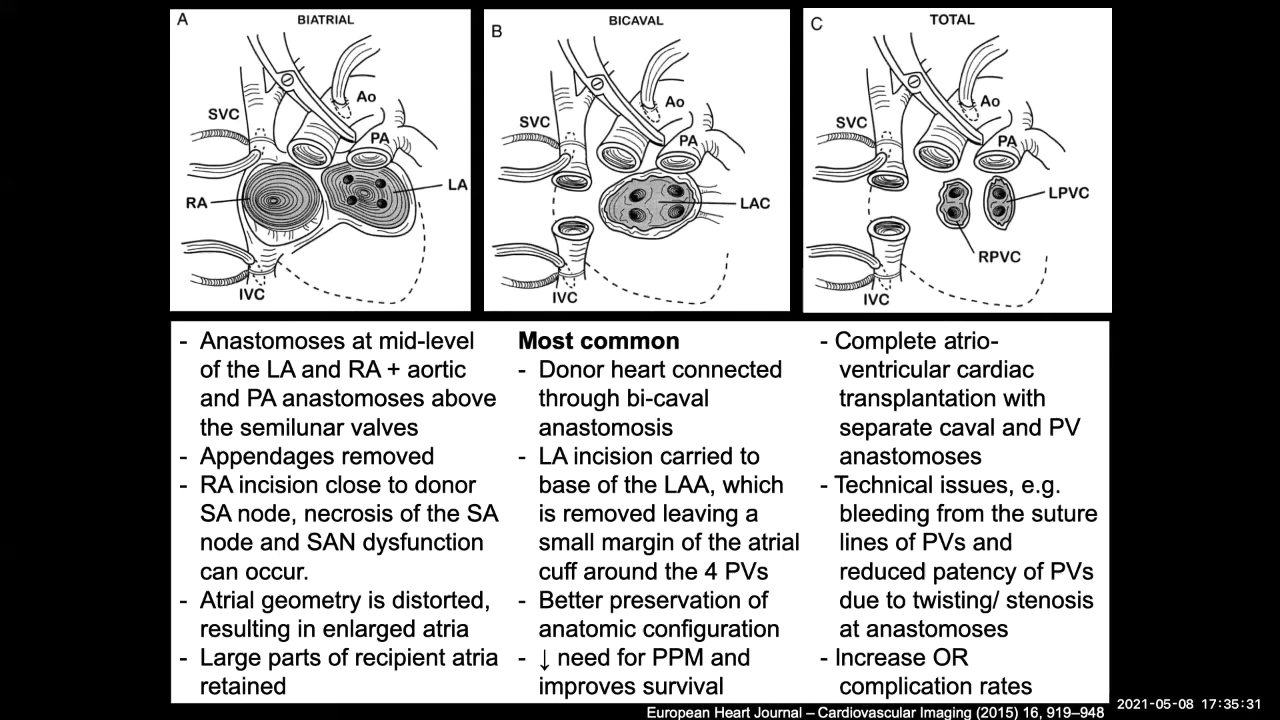 A
BIATRIAL
SVC
Ao
PA
RA
LA
IVC
B
BICAVAL
SVC
Ao
PA
LAC
IVC
C
TOTAL
SVC
Ao
PA
LPVC
RPVC
IVC
- Anastomoses at mid-level
of the LA and RA + aortic
and PA anastomoses above
the semilunar valves
- Appendages removed
- RA incision close to donor
SA node, necrosis of the SA
node and SAN dysfunction
can occur.
- Atrial geometry is distorted,
resulting in enlarged atria
- Large parts of recipient atria
retained
Most common
- Donor heart connected
through bi-caval
anastomosis
- LA incision carried to
base of the LAA, which
is removed leaving a
small margin of the atrial
cuff around the 4 PVs
- Better preservation of
anatomic configuration
- ↓ need for PPM and
improves survival
- Complete atrio-
ventricular cardiac
transplantation with
separate caval and PV
anastomoses
- Technical issues, e.g.
bleeding from the suture
lines of PVs and
reduced patency of PVs
due to twisting/ stenosis
at anastomoses
- Increase OR
complication rates
European Heart Journal – Cardiovascular Imaging (2015) 16, 919–948
2021-05-08 17:35:31